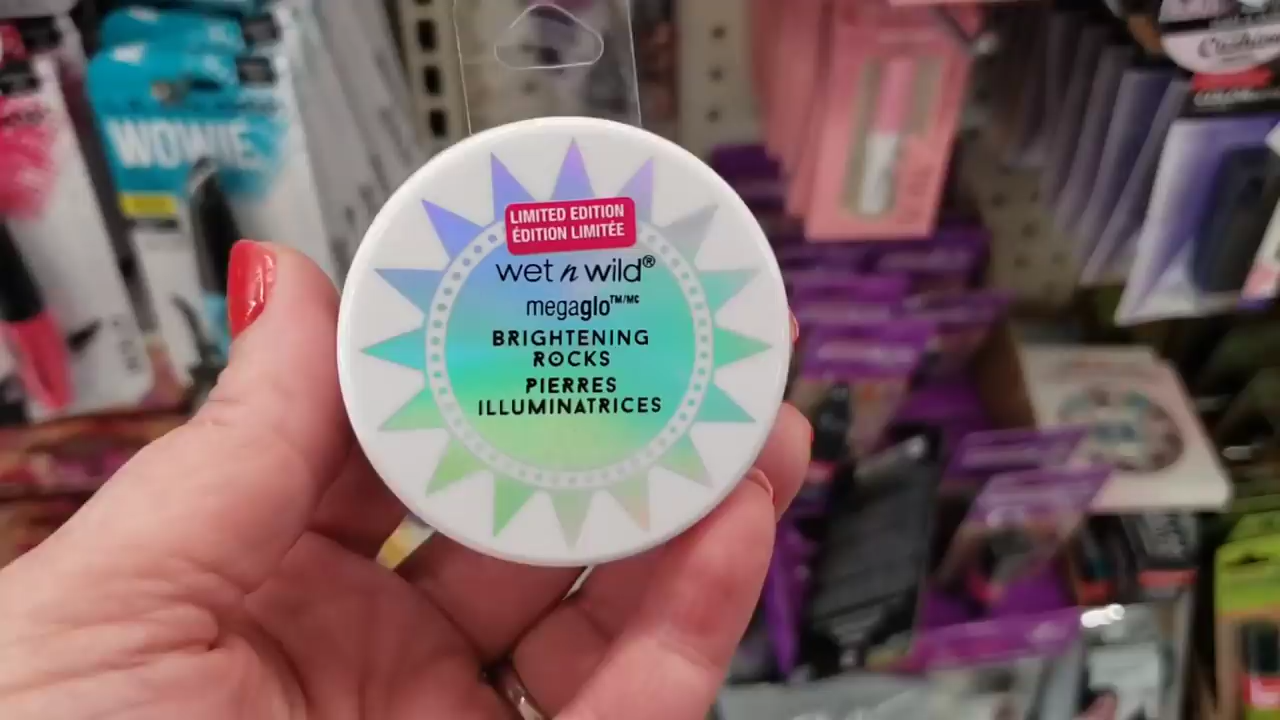 LIMITED EDITION
ÉDITION LIMITÉE
wet n wild®
megaglo™/MC
BRIGHTENING
ROCKS
PIERRES
ILLUMINATRICES
WOWIE